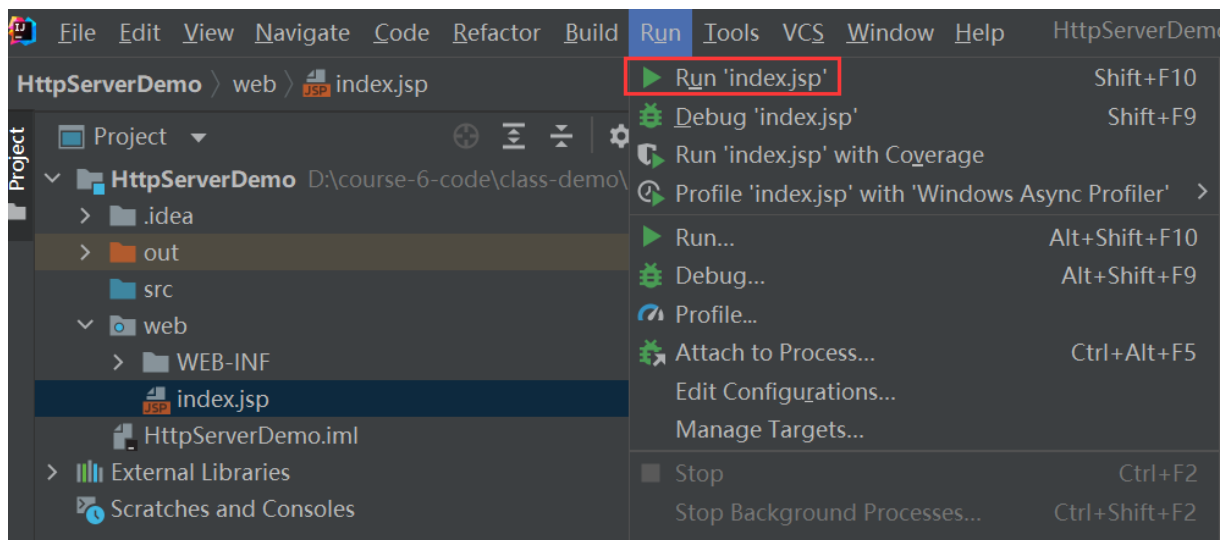 File Edit View Navigate Code Refactor Build Run Tools VCS Window Help HttpServerDem
HttpServerDemo web index.jsp
Project
Project
HttpServerDemo D:\course-6-code\class-demo\
.idea
out
src
web
WEB-INF
index.jsp
HttpServerDemo.iml
External Libraries
Scratches and Consoles
Run 'index.jsp' Shift+F10
Debug 'index.jsp' Shift+F9
Run 'index.jsp' with Coverage
Profile 'index.jsp' with 'Windows Async Profiler'
Run... Alt+Shift+F10
Debug... Alt+Shift+F9
Profile...
Attach to Process... Ctrl+Alt+F5
Edit Configurations...
Manage Targets...
Stop Ctrl+F2
Stop Background Processes... Ctrl+Shift+F2